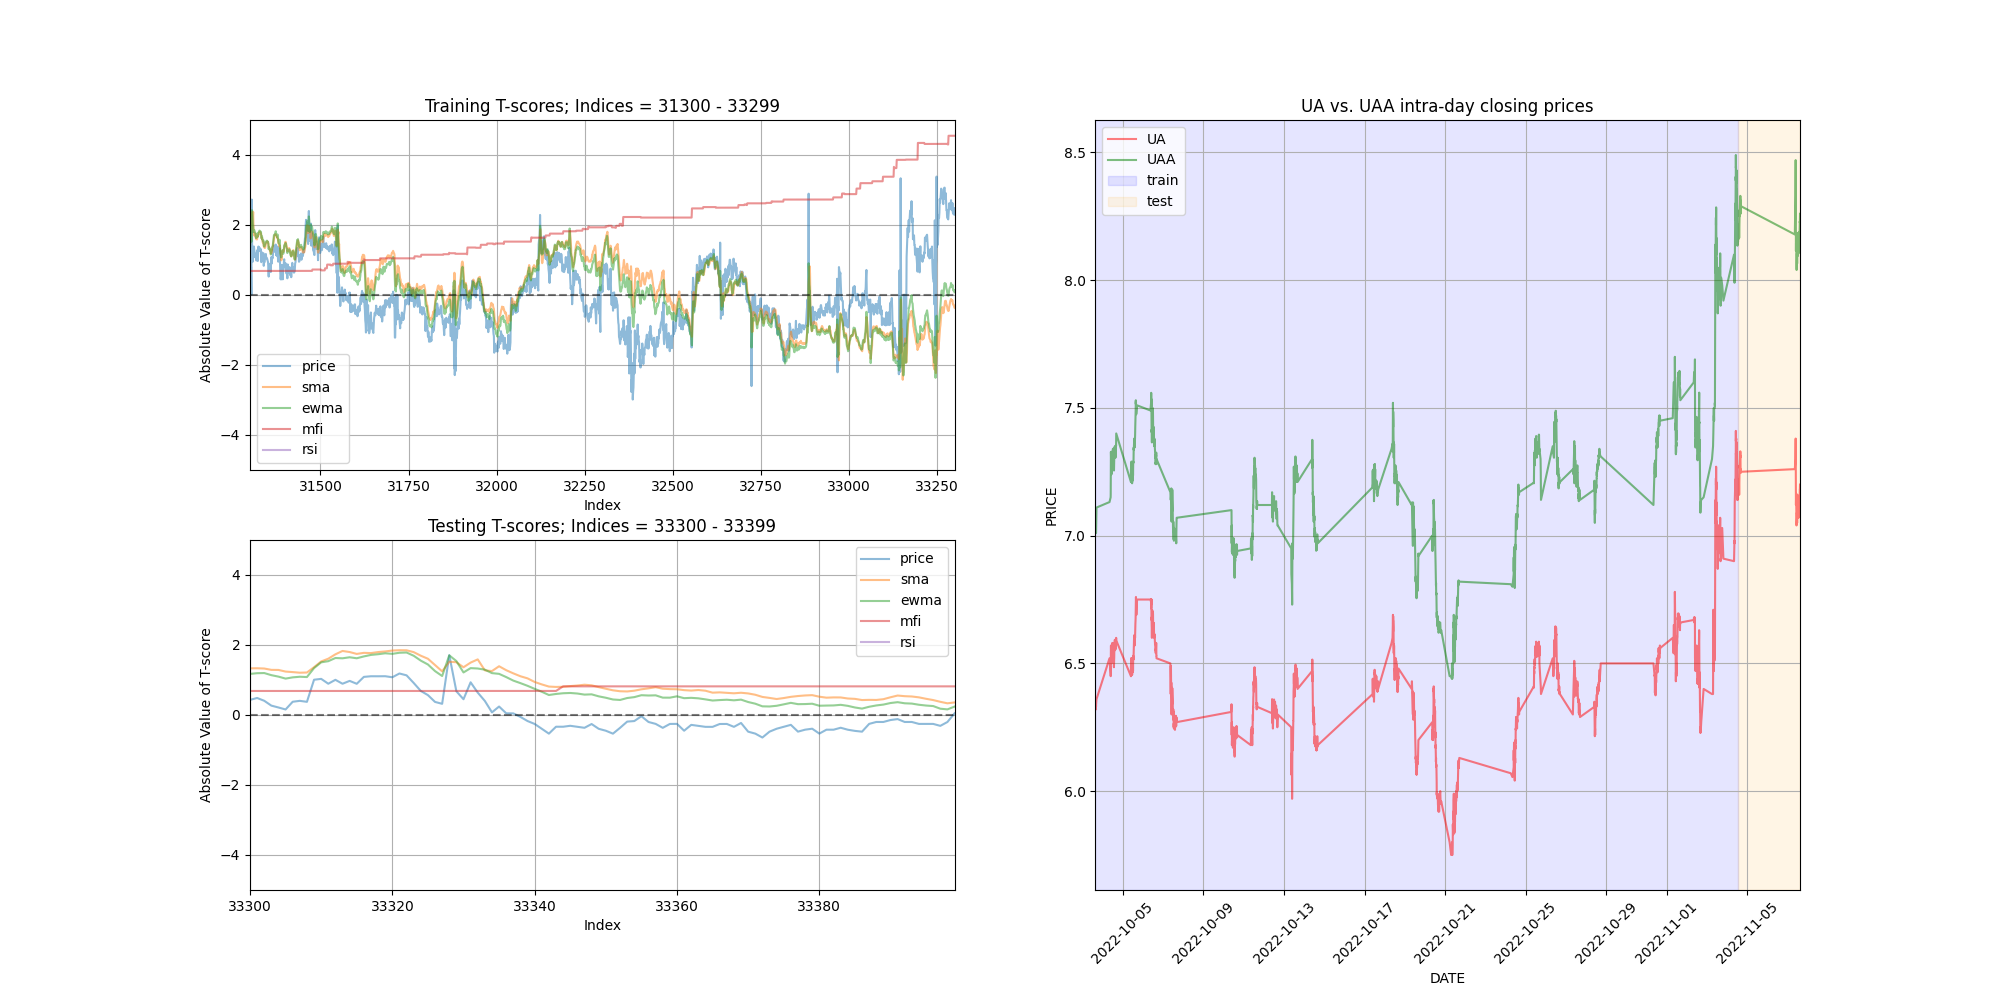 Training T-scores; Indices = 31300 - 33299
Absolute Value of T-score
4
2
0
−2
−4
price
sma
ewma
mfi
rsi
31500 31750 32000 32250 32500 32750 33000 33250
Index
Testing T-scores; Indices = 33300 - 33399
Absolute Value of T-score
4
2
0
−2
−4
price
sma
ewma
mfi
rsi
33300 33320 33340 33360 33380
Index
UA vs. UAA intra-day closing prices
PRICE
8.5
8.0
7.5
7.0
6.5
6.0
UA
UAA
train
test
2022-10-05 2022-10-09 2022-10-13 2022-10-17 2022-10-21 2022-10-25 2022-10-29 2022-11-01 2022-11-05
DATE